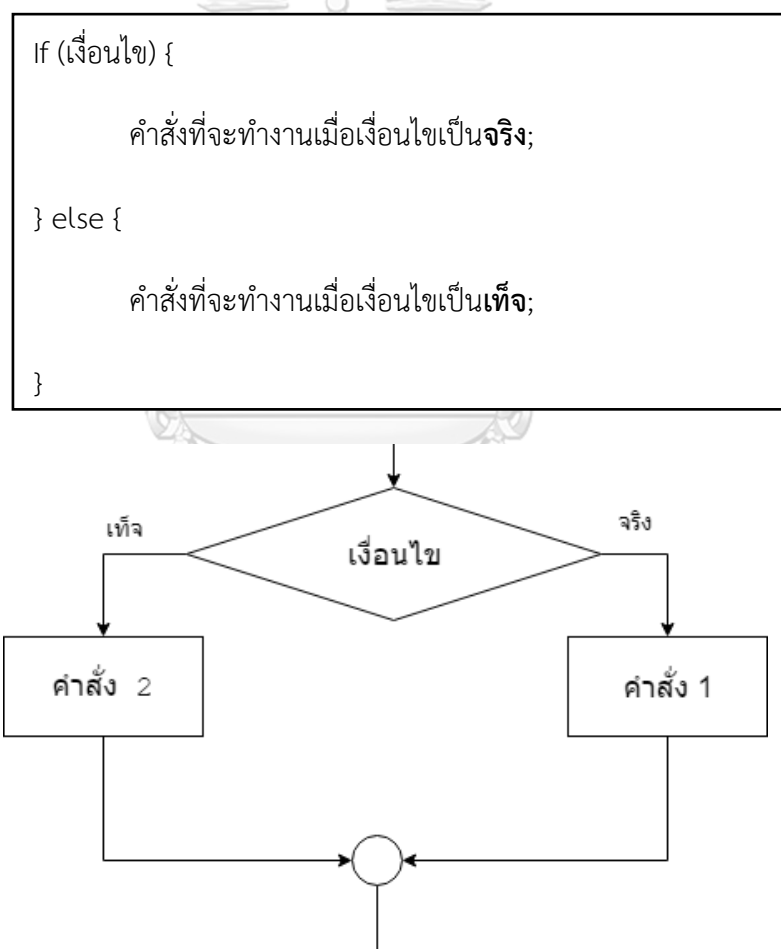 If (เงื่อนไข) {
คำสั่งที่จะทำงานเมื่อเงื่อนไขเป็นจริง;
} else {
คำสั่งที่จะทำงานเมื่อเงื่อนไขเป็นเท็จ;
}
เท็จ
จริง
เงื่อนไข
คำสั่ง 2
คำสั่ง 1